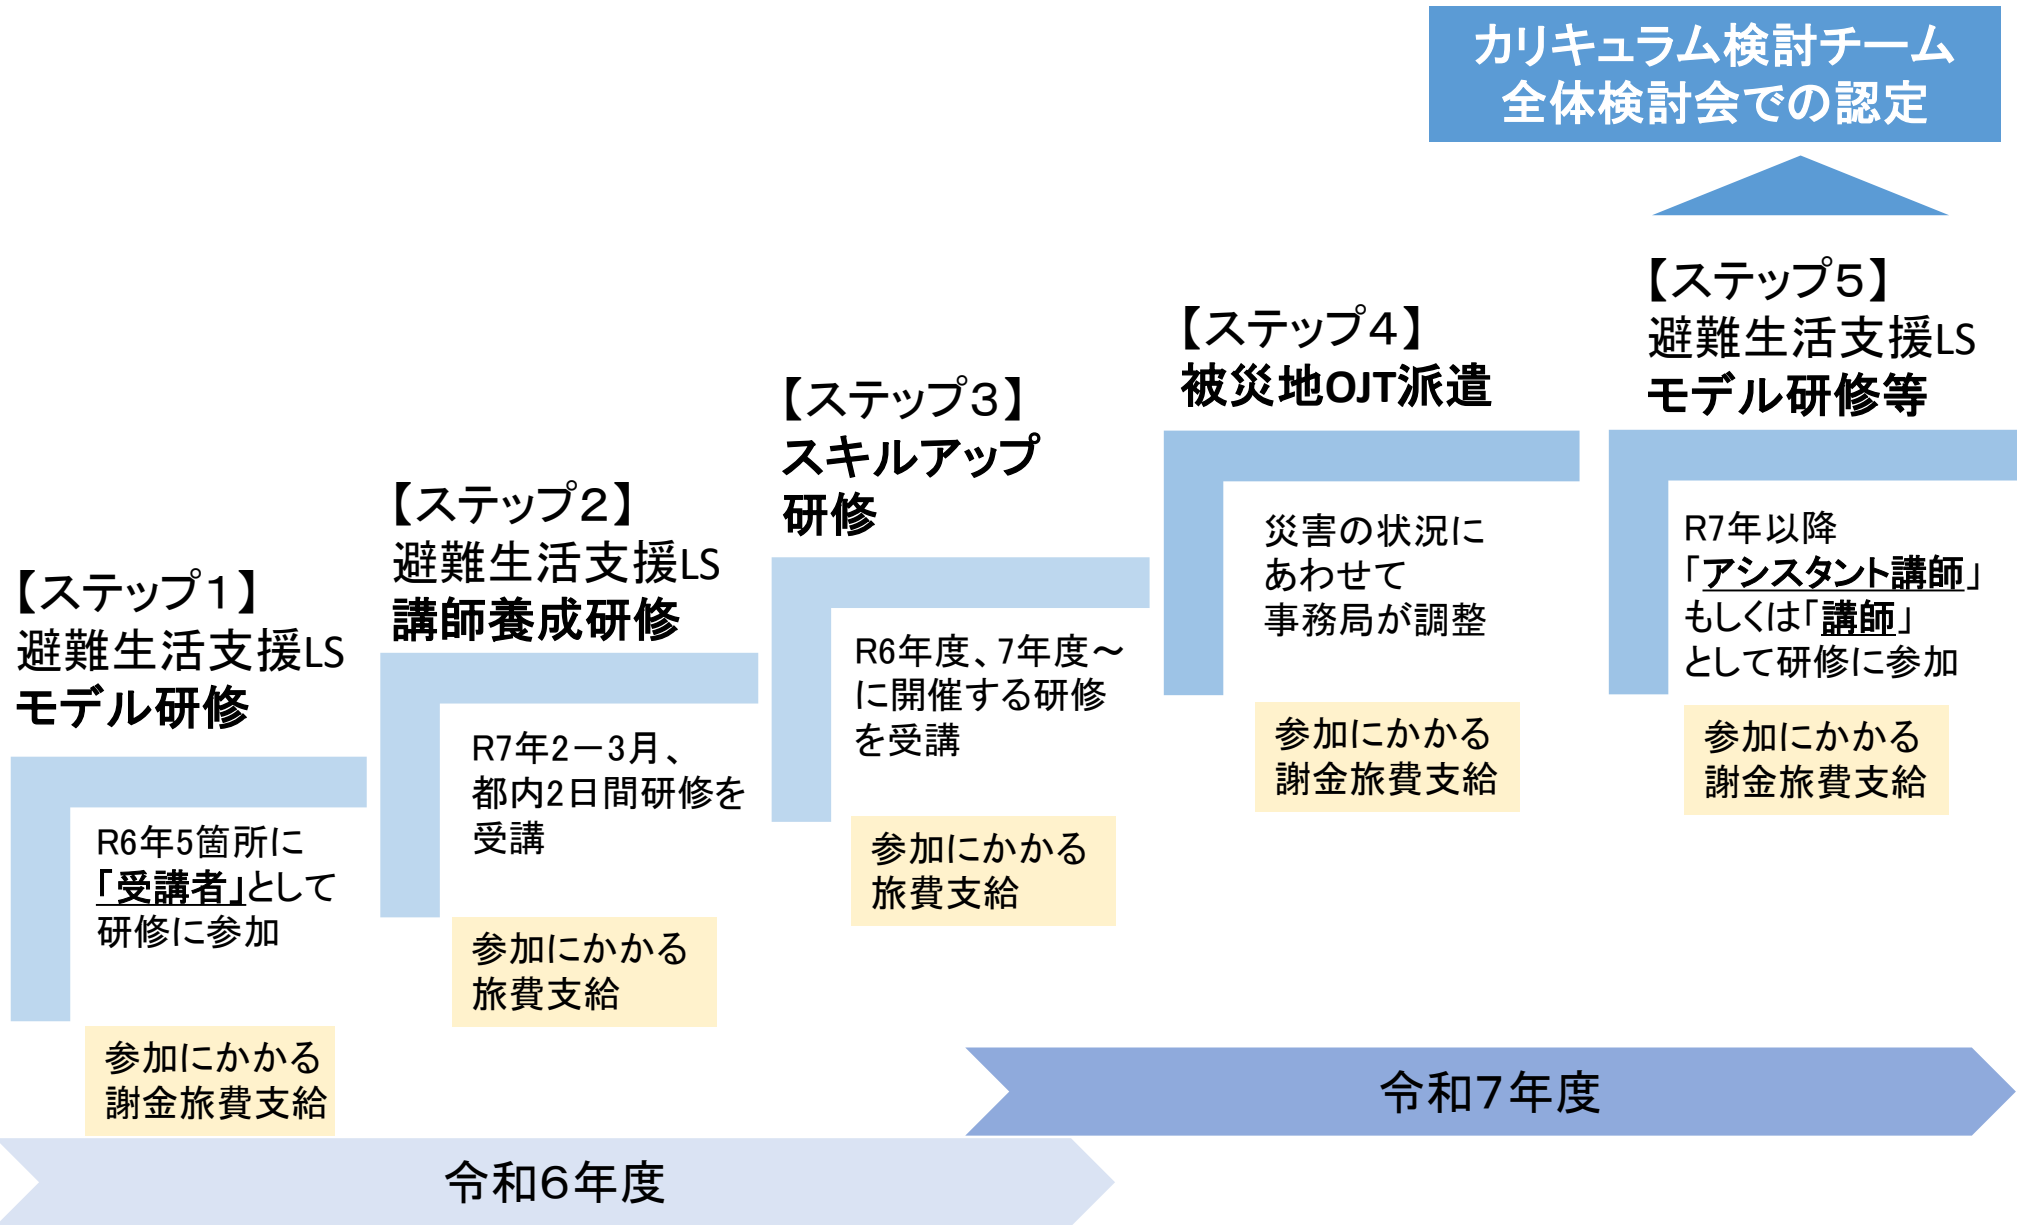 カリキュラム検討チーム
全体検討会での認定
【ステップ1】
避難生活支援LS
モデル研修
R6年5箇所に
「受講者」として
研修に参加
参加にかかる
謝金旅費支給
【ステップ2】
避難生活支援LS
講師養成研修
R7年2－3月、
都内2日間研修を
受講
参加にかかる
旅費支給
【ステップ3】
スキルアップ
研修
R6年度、7年度～
に開催する研修
を受講
参加にかかる
旅費支給
【ステップ4】
被災地OJT派遣
災害の状況に
あわせて
事務局が調整
参加にかかる
謝金旅費支給
【ステップ5】
避難生活支援LS
モデル研修等
R7年以降
「アシスタント講師」
もしくは「講師」
として研修に参加
参加にかかる
謝金旅費支給
令和7年度
令和6年度